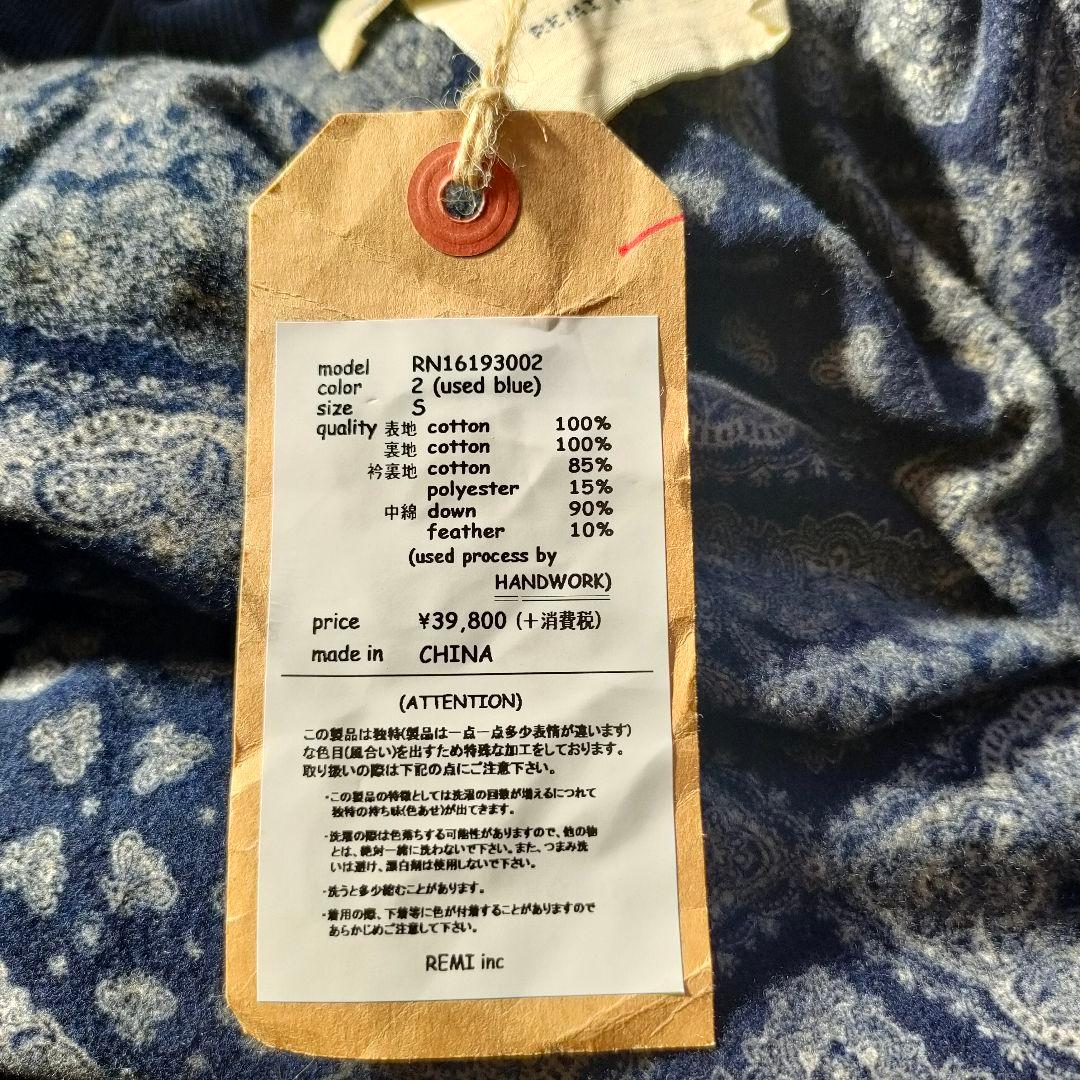 REMI
model RN16193002
color 2 (used blue)
size S
quality 表地 cotton 100%
裏地 cotton 100%
衿裏地 cotton 85%
polyester 15%
中綿 down 90%
feather 10%
(used process by
HANDWORK)
price ¥39,800 (+消費税)
made in CHINA
(ATTENTION)
この製品は独特(製品は一点一点多少表情が違います)
な色目(風合い)を出すため特殊な加工をしております。
取り扱いの際は下記の点にご注意下さい。
・この製品の特徴としては洗濯の回数が増えるにつれて
独特の持ち味(色あせ)が出てきます。
・洗濯の際は色落ちする可能性がありますので、他の物
とは、絶対一緒に洗わないで下さい。また、つまみ洗
いは避け、漂白剤は使用しないで下さい。
・洗うと多少縮むことがあります。
・着用の際、下着等に色が付着することがありますので
あらかじめご注意して下さい。
REMI inc